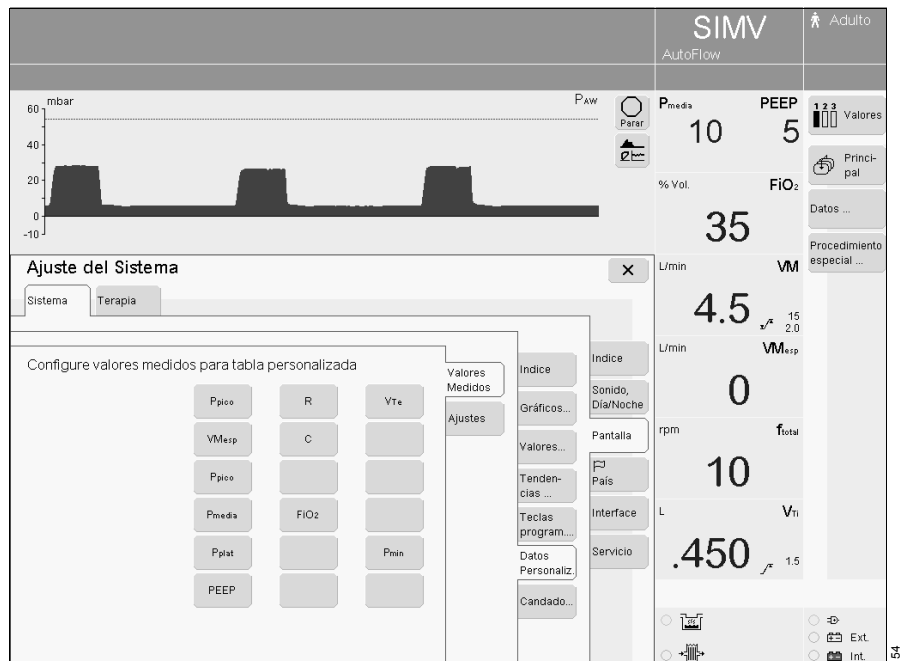 SIMV
AutoFlow
Adulto
mbar
PAW
60
40
20
0
-10
Parar
Pmedia
PEEP
10
5
% Vol.
FiO2
35
L/min
VM
4.5
15
2.0
L/min
VMesp
0
rpm
ftotal
10
L
VTi
.450
1.5
1 2 3
Valores
Princi-
pal
Datos ...
Procedimiento
especial ...
Ajuste del Sistema
Sistema
Terapia
Configure valores medidos para tabla personalizada
Ppico
R
VTe
VMesp
C
Ppico
Pmedia
FiO2
Pplat
Pmin
PEEP
Valores
Medidos
Ajustes
Indice
Gráficos...
Valores...
Tenden-
cias ...
Teclas
program....
Datos
Personaliz.
Candado...
Indice
Sonido,
Día/Noche
Pantalla
País
Interface
Servicio
Ext.
Int.
54